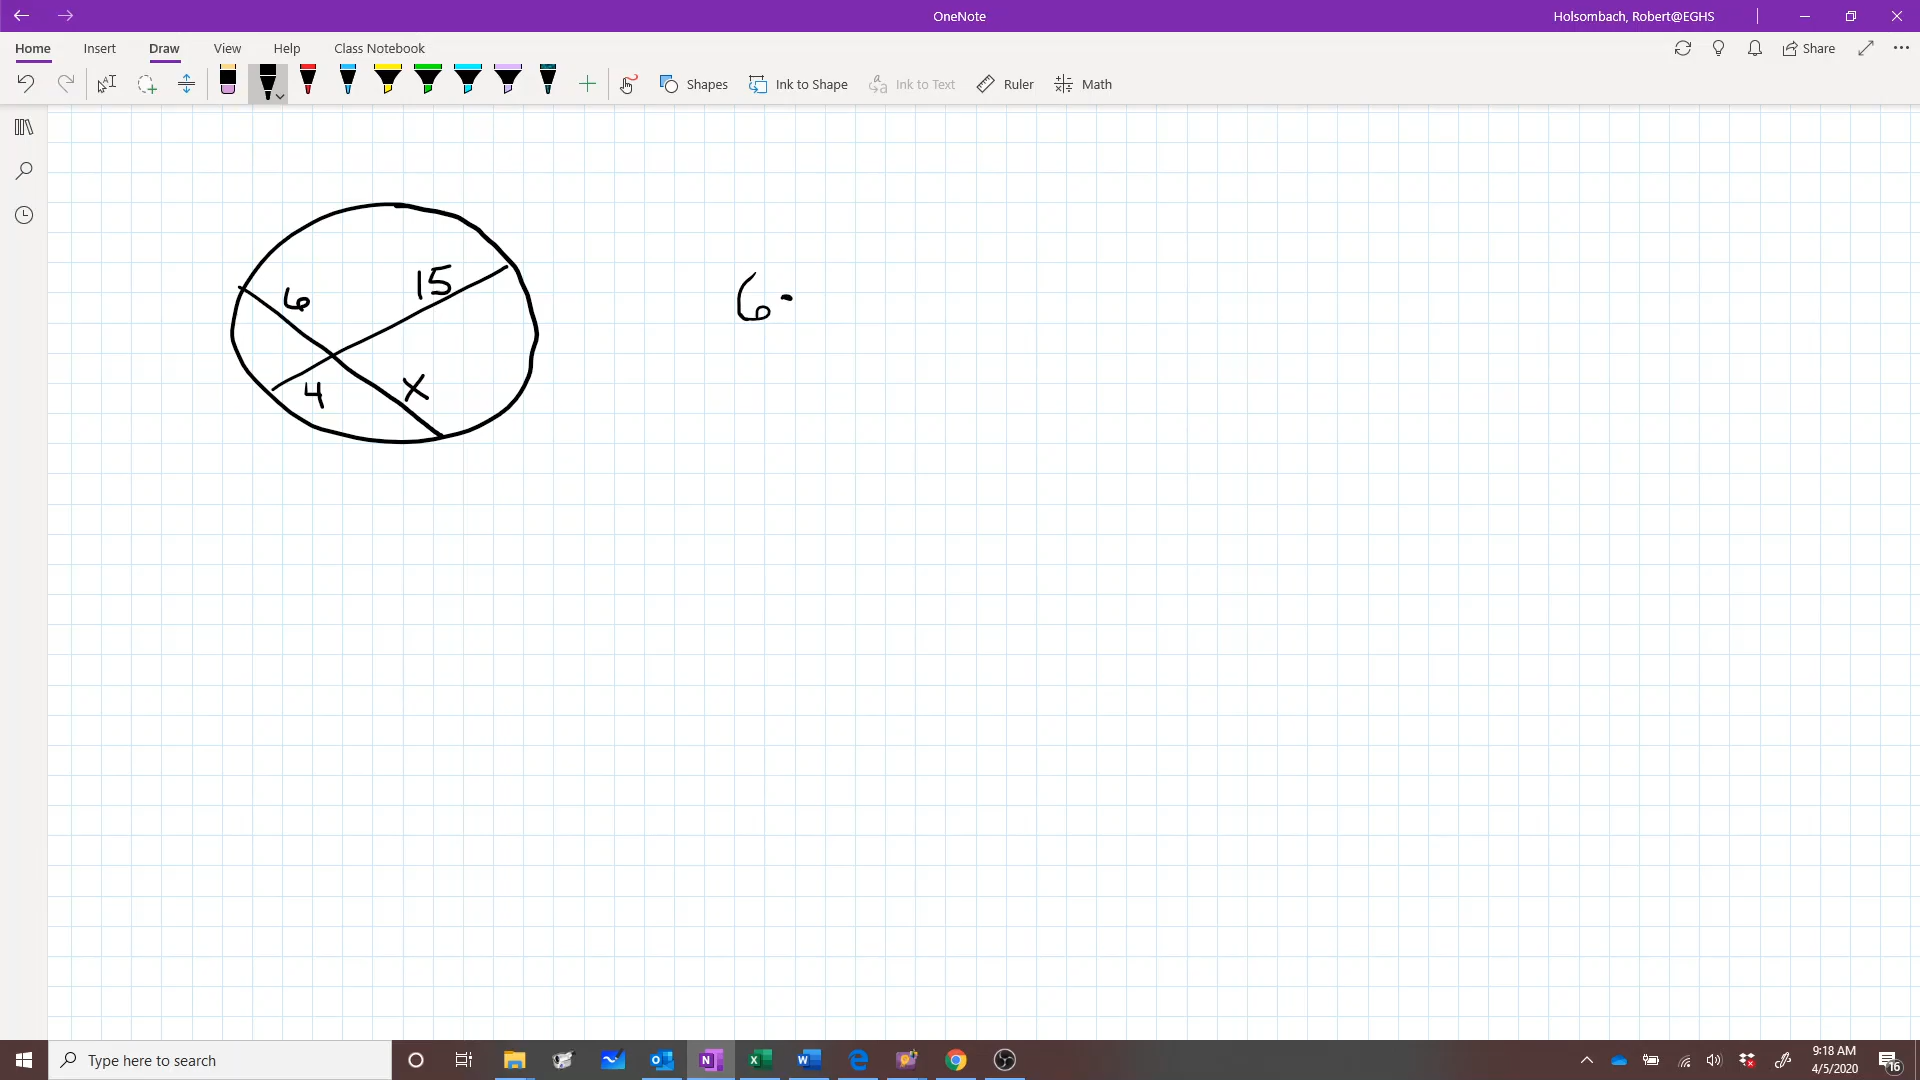 OneNote
Holsombach, Robert@EGHS
Home Insert Draw View Help Class Notebook
Share
Shapes Ink to Shape Ink to Text Ruler Math
6 15
4 x
6·
Type here to search
9:18 AM
4/5/2020
16